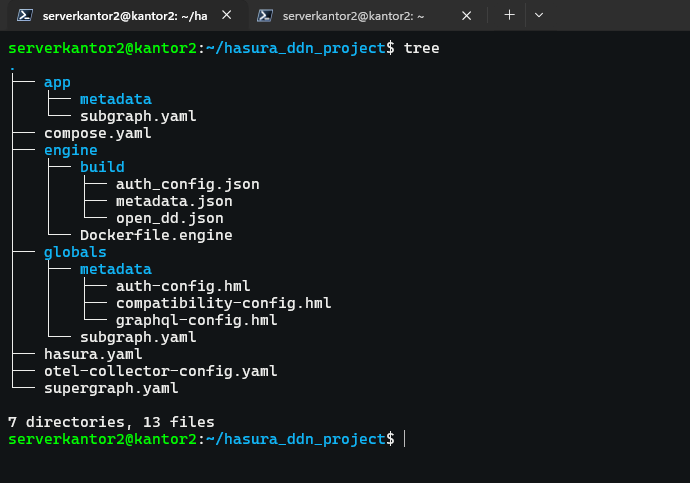 serverkantor2@kantor2: ~/ha
serverkantor2@kantor2: ~
serverkantor2@kantor2:~/hasura_ddn_project$ tree
.
├── app
│   ├── metadata
│   └── subgraph.yaml
├── compose.yaml
├── engine
│   ├── build
│   │   ├── auth_config.json
│   │   ├── metadata.json
│   │   └── open_dd.json
│   └── Dockerfile.engine
├── globals
│   ├── metadata
│   │   ├── auth-config.hml
│   │   ├── compatibility-config.hml
│   │   └── graphql-config.hml
│   └── subgraph.yaml
├── hasura.yaml
├── otel-collector-config.yaml
└── supergraph.yaml
7 directories, 13 files
serverkantor2@kantor2:~/hasura_ddn_project$